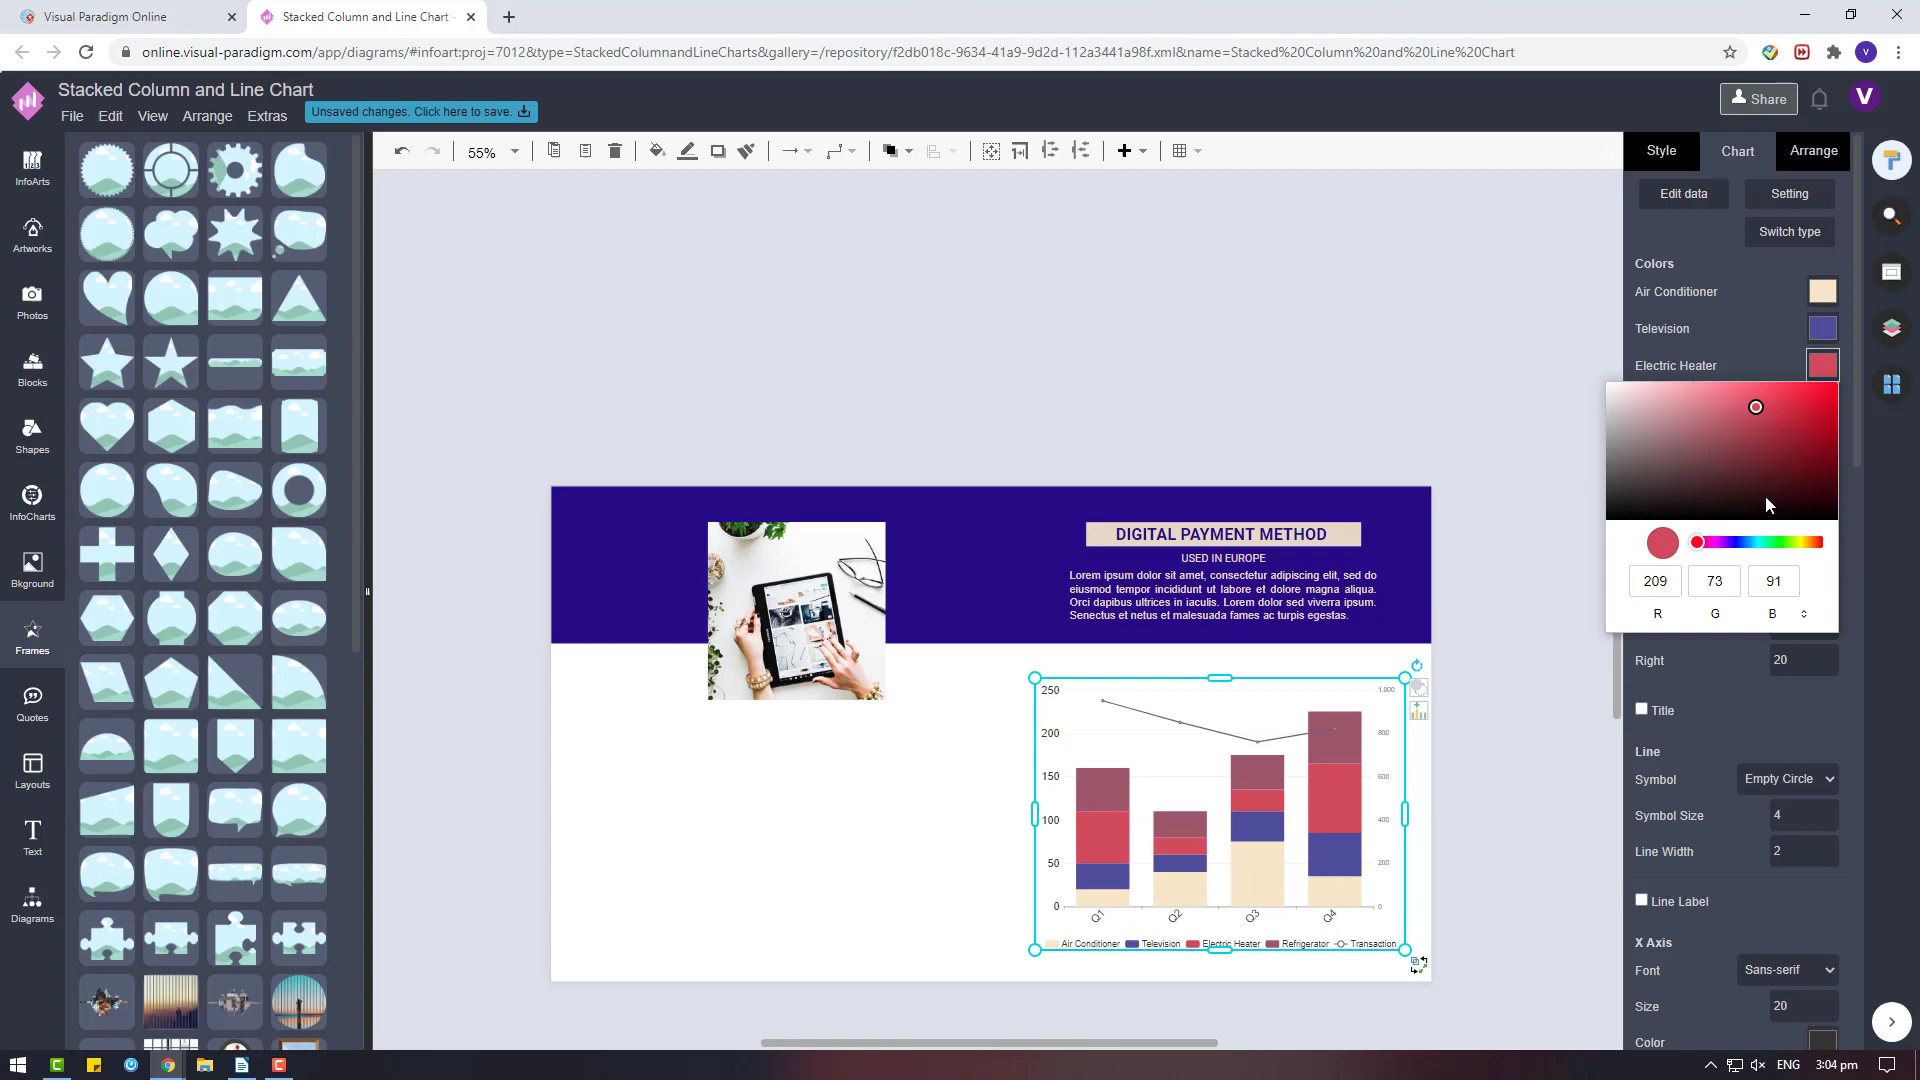 Visual Paradigm Online
Stacked Column and Line Chart -
online.visual-paradigm.com/app/diagrams/#infoart:proj=7012&type=StackedColumnandLineCharts&gallery=/repository/f2db018c-9634-41a9-9d2d-112a3441a98f.xml&name=Stacked%20Column%20and%20Line%20Chart
V
Stacked Column and Line Chart
File Edit View Arrange Extras
Unsaved changes. Click here to save.
Share
V
InfoArts
Artworks
Photos
Blocks
Shapes
InfoCharts
Bkground
Frames
Quotes
Layouts
Text
Diagrams
55%
Style Chart Arrange
Edit data Setting
Switch type
Colors
Air Conditioner
Television
Electric Heater
209 73 91
R G B
Right 20
Title
Line
Symbol Empty Circle
Symbol Size 4
Line Width 2
Line Label
X Axis
Font Sans-serif
Size 20
Color
DIGITAL PAYMENT METHOD
USED IN EUROPE
Lorem ipsum dolor sit amet, consectetur adipiscing elit, sed do
eiusmod tempor incididunt ut labore et dolore magna aliqua.
Orci dapibus ultrices in iaculis. Lorem dolor sed viverra ipsum.
Senectus et netus et malesuada fames ac turpis egestas.
250 1,000
200 800
150 600
100 400
50 200
0 0
Q1 Q2 Q3 Q4
Air Conditioner Television Electric Heater Refrigerator Transaction
ENG 3:04 pm